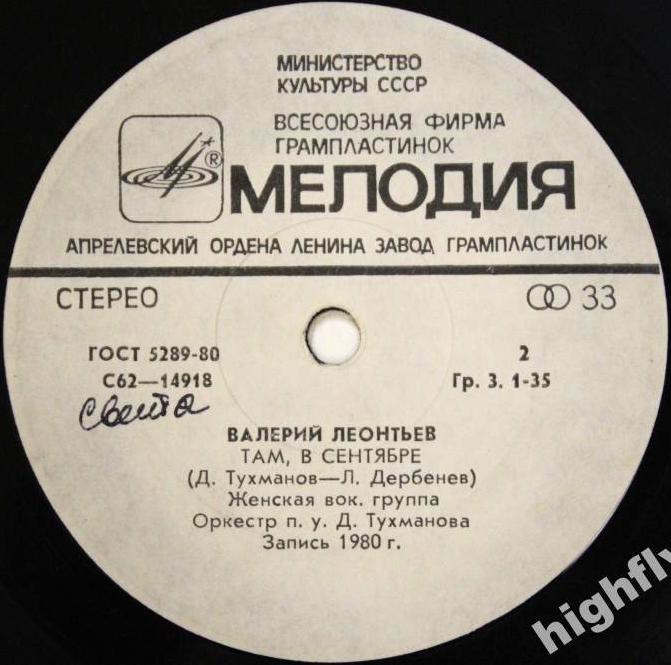 МИНИСТЕРСТВО
КУЛЬТУРЫ СССР
ВСЕСОЮЗНАЯ ФИРМА
ГРАМПЛАСТИНОК
®
МЕЛОДИЯ
АПРЕЛЕВСКИЙ ОРДЕНА ЛЕНИНА ЗАВОД ГРАМПЛАСТИНОК
СТЕРЕО 33
ГОСТ 5289-80 2
С62—14918 Гр. 3. 1-35
Света
ВАЛЕРИЙ ЛЕОНТЬЕВ
ТАМ, В СЕНТЯБРЕ
(Д. Тухманов—Л. Дербенев)
Женская вок. группа
Оркестр п. у. Д. Тухманова
Запись 1980 г.
highfly